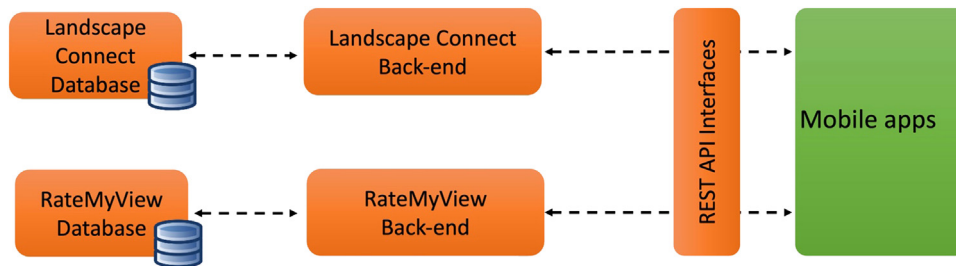 Landscape
Connect
Database
Landscape Connect
Back-end
REST API Interfaces
Mobile apps
RateMyView
Database
RateMyView
Back-end